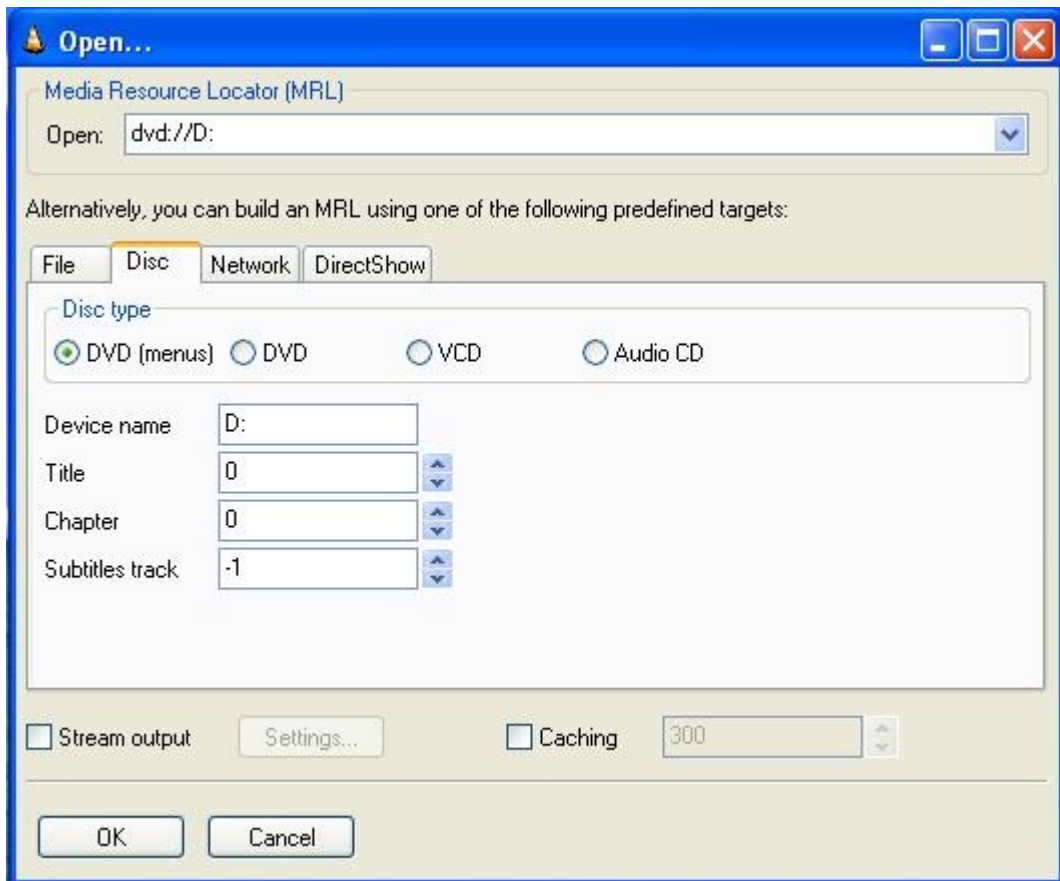 Open...
Media Resource Locator (MRL)
Open: dvd://D:
Alternatively, you can build an MRL using one of the following predefined targets:
File Disc Network DirectShow
Disc type
DVD (menus) DVD VCD Audio CD
Device name D:
Title 0
Chapter 0
Subtitles track -1
Stream output Settings... Caching 300
OK Cancel